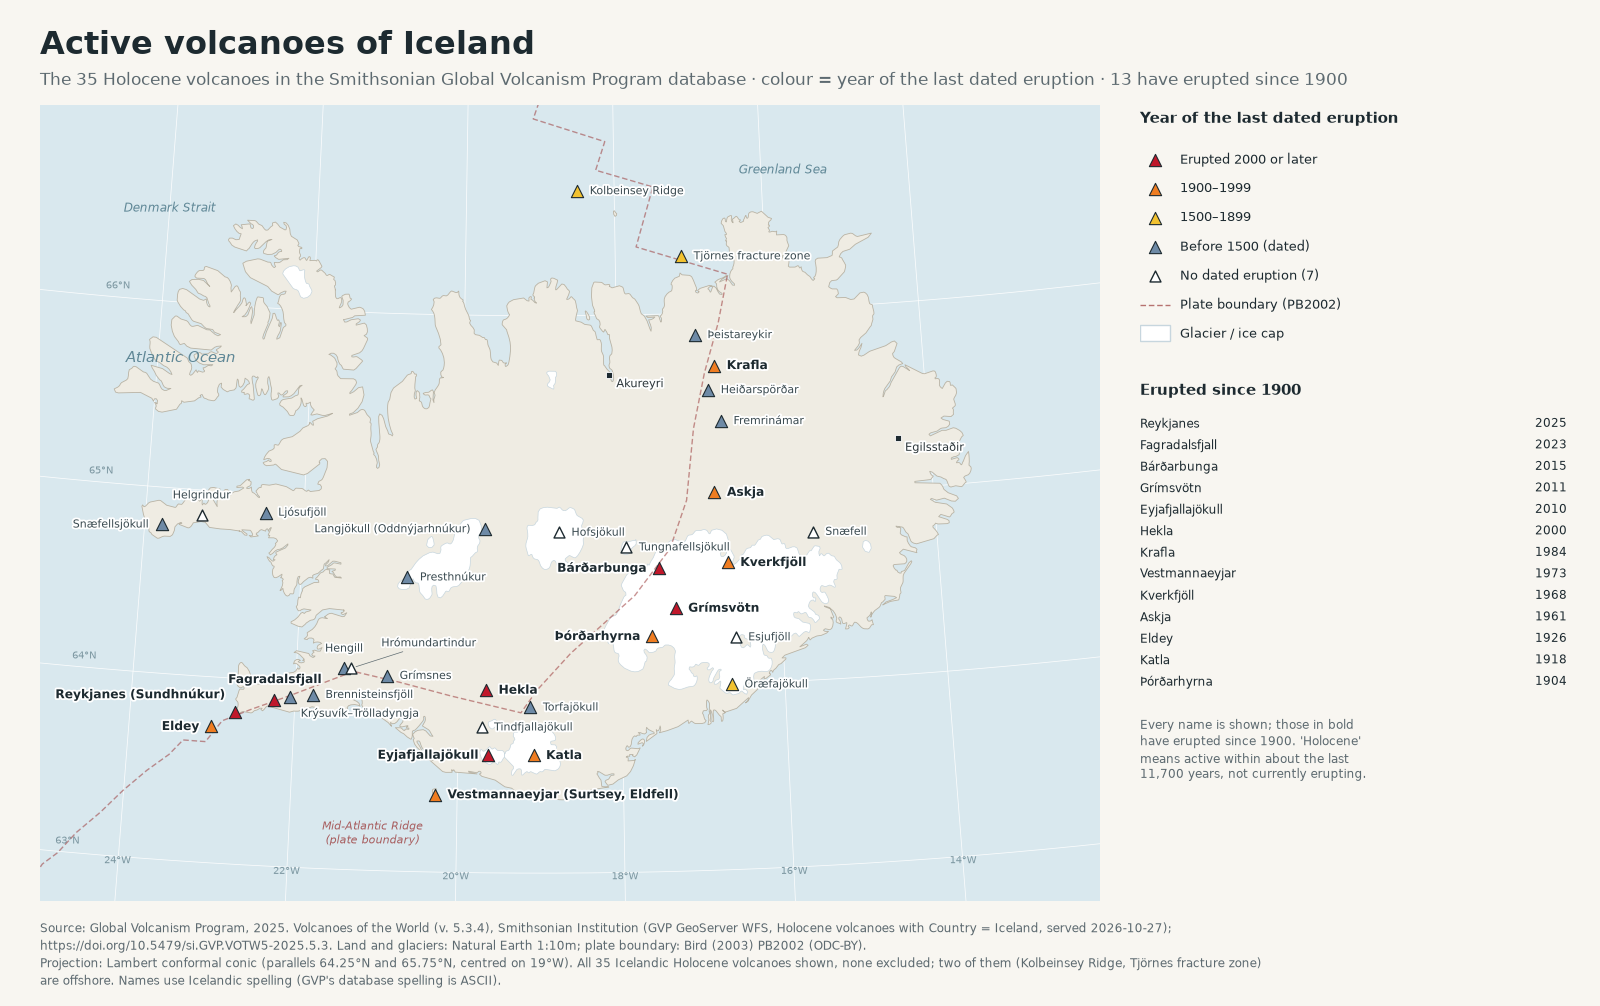 Active volcanoes of Iceland
The 35 Holocene volcanoes in the Smithsonian Global Volcanism Program database · colour = year of the last dated eruption · 13 have erupted since 1900
Greenland Sea
Kolbeinsey Ridge
Denmark Strait
Tjörnes fracture zone
66°N
Þeistareykir
Atlantic Ocean
Krafla
Akureyri
Heiðarspörðar
Fremrinámar
Egilsstaðir
65°N
Askja
Helgrindur
Ljósufjöll
Snæfellsjökull
Langjökull (Oddnýjarhnúkur)
Hofsjökull
Snæfell
Tungnafellsjökull
Bárðarbunga
Kverkfjöll
Presthnúkur
Grímsvötn
Þórðarhyrna
Esjufjöll
Hrómundartindur
Hengill
64°N
Grímsnes
Fagradalsfjall
Öræfajökull
Reykjanes (Sundhnúkur)
Brennisteinsfjöll
Hekla
Torfajökull
Krýsuvík–Trölladyngja
Eldey
Tindfjallajökull
Eyjafjallajökull
Katla
Vestmannaeyjar (Surtsey, Eldfell)
Mid-Atlantic Ridge
(plate boundary)
63°N
24°W
22°W
20°W
18°W
16°W
14°W
Year of the last dated eruption
Erupted 2000 or later
1900–1999
1500–1899
Before 1500 (dated)
No dated eruption (7)
Plate boundary (PB2002)
Glacier / ice cap
Erupted since 1900
Reykjanes 2025
Fagradalsfjall 2023
Bárðarbunga 2015
Grímsvötn 2011
Eyjafjallajökull 2010
Hekla 2000
Krafla 1984
Vestmannaeyjar 1973
Kverkfjöll 1968
Askja 1961
Eldey 1926
Katla 1918
Þórðarhyrna 1904
Every name is shown; those in bold
have erupted since 1900. 'Holocene'
means active within about the last
11,700 years, not currently erupting.
Source: Global Volcanism Program, 2025. Volcanoes of the World (v. 5.3.4), Smithsonian Institution (GVP GeoServer WFS, Holocene volcanoes with Country = Iceland, served 2026-10-27);
https://doi.org/10.5479/si.GVP.VOTW5-2025.5.3. Land and glaciers: Natural Earth 1:10m; plate boundary: Bird (2003) PB2002 (ODC-BY).
Projection: Lambert conformal conic (parallels 64.25°N and 65.75°N, centred on 19°W). All 35 Icelandic Holocene volcanoes shown, none excluded; two of them (Kolbeinsey Ridge, Tjörnes fracture zone)
are offshore. Names use Icelandic spelling (GVP's database spelling is ASCII).